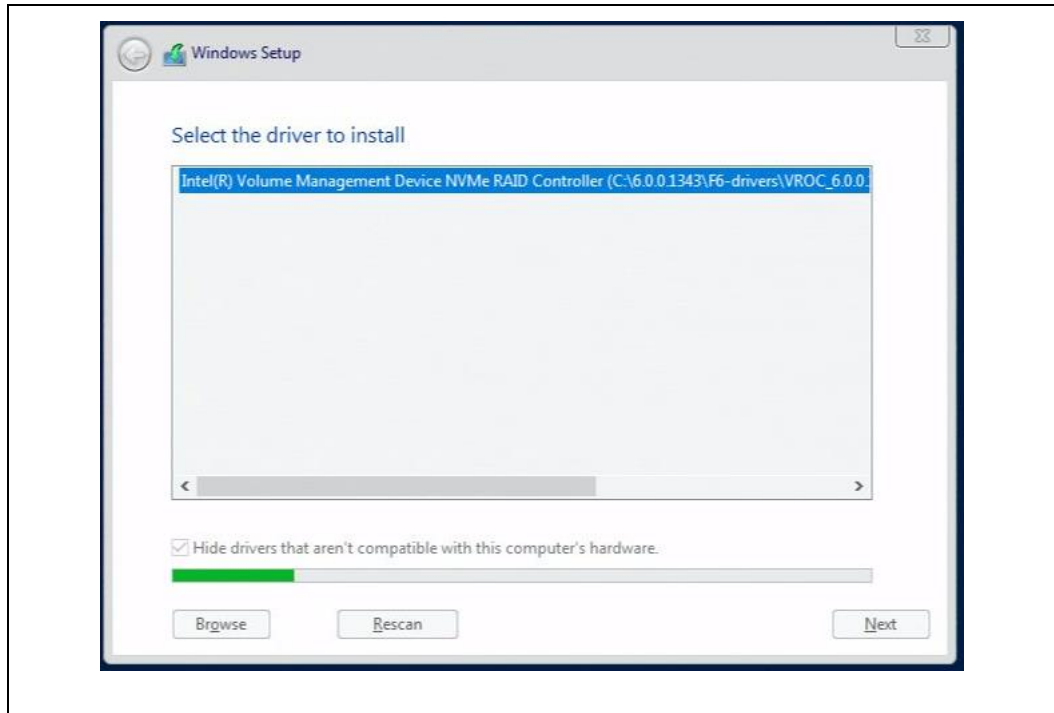 Windows Setup
Select the driver to install
Intel(R) Volume Management Device NVMe RAID Controller (C:\6.0.0.1343\F6-drivers\VROC_6.0.0.
Hide drivers that aren't compatible with this computer's hardware.
Browse Rescan Next